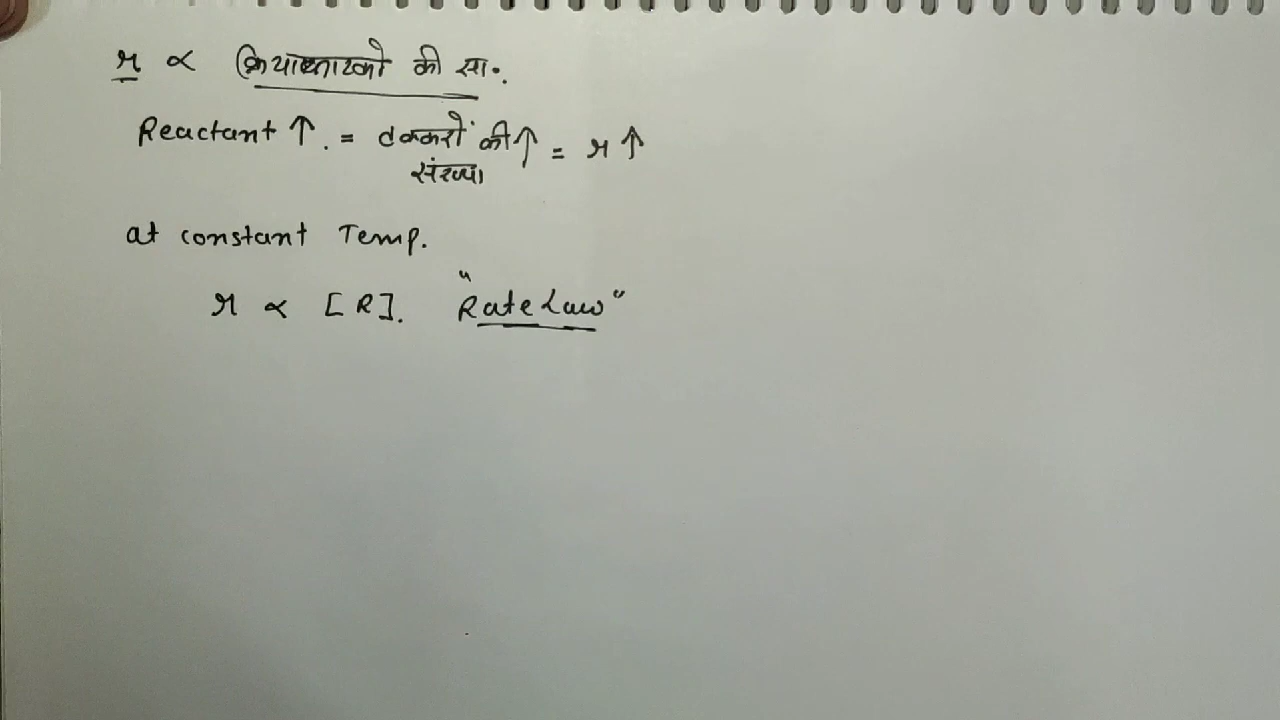 r ∝ क्रियाकारको की सा.
Reactant ↑ . = टक्करों की ↑ = r ↑
संख्या
at constant Temp.
r ∝ [R]. "Rate Law"